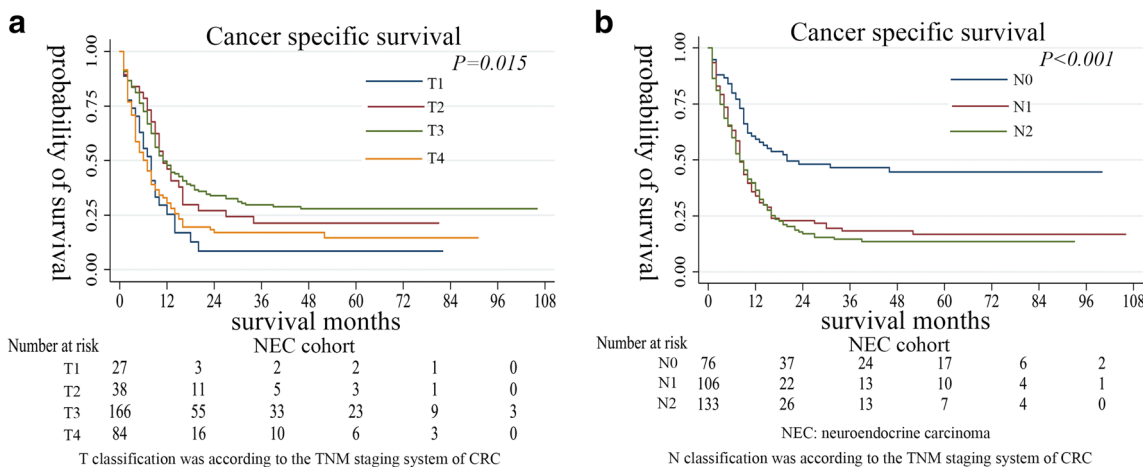 a
Cancer specific survival
P=0.015
probability of survival
1.00
0.75
0.50
0.25
0.00
T1
T2
T3
T4
0 12 24 36 48 60 72 84 96 108
survival months
Number at risk NEC cohort
T1 27 3 2 2 1 0
T2 38 11 5 3 1 0
T3 166 55 33 23 9 3
T4 84 16 10 6 3 0
T classification was according to the TNM staging system of CRC
b
Cancer specific survival
P<0.001
probability of survival
1.00
0.75
0.50
0.25
0.00
N0
N1
N2
0 12 24 36 48 60 72 84 96 108
survival months
Number at risk NEC cohort
N0 76 37 24 17 6 2
N1 106 22 13 10 4 1
N2 133 26 13 7 4 0
NEC: neuroendocrine carcinoma
N classification was according to the TNM staging system of CRC